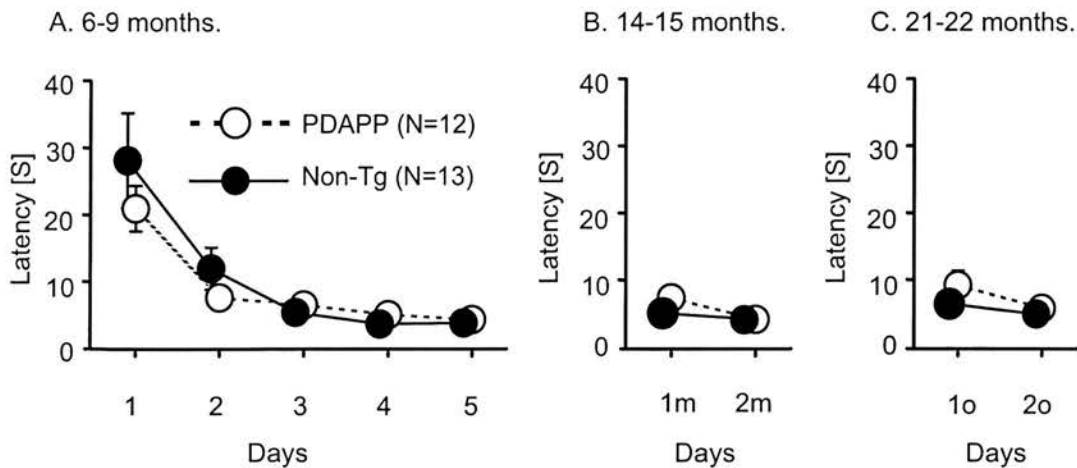 A. 6-9 months.
B. 14-15 months.
C. 21-22 months.
Latency [S]
40
30
20
10
0
PDAPP (N=12)
Non-Tg (N=13)
1 2 3 4 5
Days
Latency [S]
40
30
20
10
0
1m 2m
Days
Latency [S]
40
30
20
10
0
1o 2o
Days